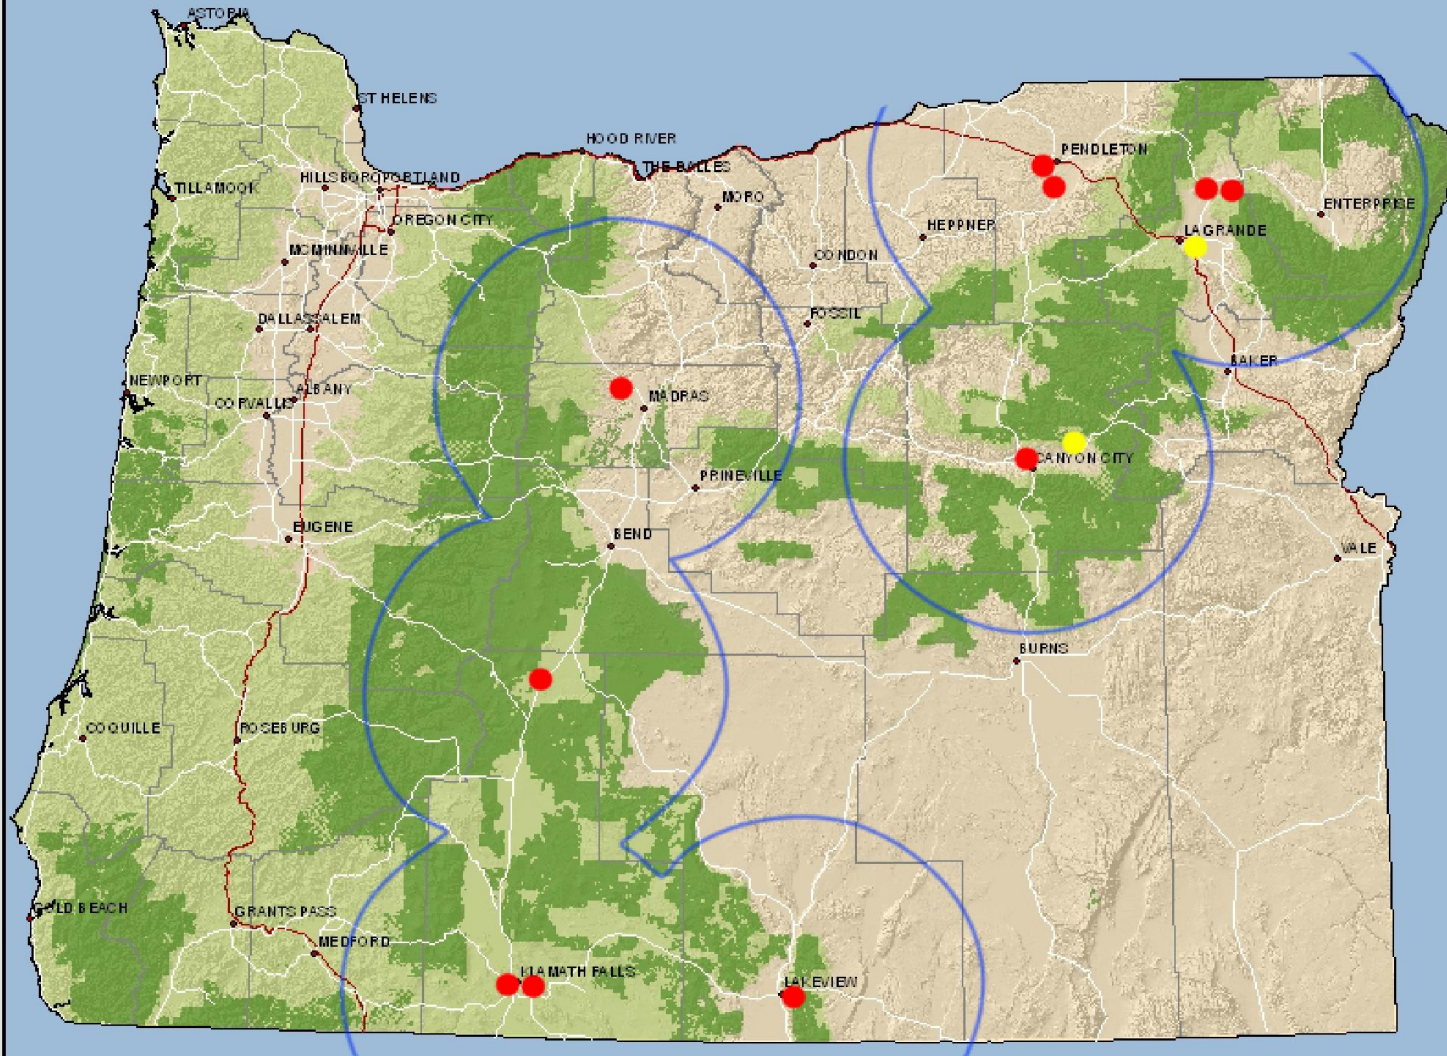 ASTORIA
ST HELENS
HOOD RIVER
THE DALLES
PENDLETON
HILLSBORO
PORTLAND
TILLAMOOK
MORO
ENTERPRISE
OREGON CITY
HEPPNER
LA GRANDE
MCMINNVILLE
CONDON
DALLAS
SALEM
FOSSIL
BAKER
NEWPORT
ALBANY
CORVALLIS
MADRAS
CANYON CITY
PRINEVILLE
EUGENE
BEND
VALE
BURNS
COQUILLE
ROSEBURG
GOLD BEACH
GRANTS PASS
MEDFORD
KLAMATH FALLS
LAKEVIEW